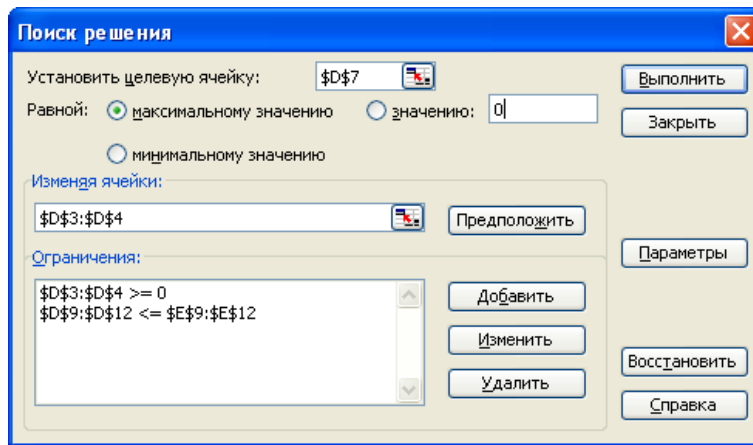 Поиск решения
Установить целевую ячейку: $D$7 Выполнить
Равной: максимальному значению значению: 0 Закрыть
минимальному значению
Изменяя ячейки:
$D$3:$D$4 Предположить
Ограничения: Параметры
$D$3:$D$4 >= 0 Добавить
$D$9:$D$12 <= $E$9:$E$12
Изменить
Восстановить
Удалить
Справка